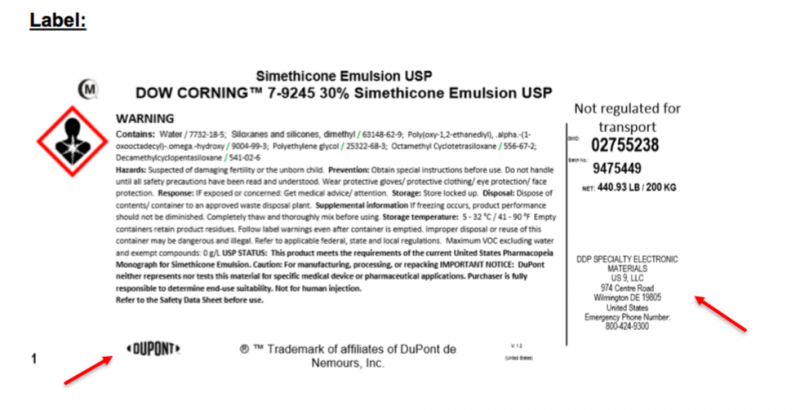 Label:
Simethicone Emulsion USP
DOW CORNING™ 7-9245 30% Simethicone Emulsion USP
WARNING
Contains: Water / 7732-18-5; Siloxanes and silicones, dimethyl / 63148-62-9; Poly(oxy-1,2-ethanediyl), .alpha.-(1-
oxooctadecyl)-.omega.-hydroxy / 9004-99-3; Polyethylene glycol / 25322-68-3; Octamethyl Cyclotetrasiloxane / 556-67-2;
Decamethylcyclopentasiloxane / 541-02-6
Hazards: Suspected of damaging fertility or the unborn child. Prevention: Obtain special instructions before use. Do not handle
until all safety precautions have been read and understood. Wear protective gloves/ protective clothing/ eye protection/ face
protection. Response: IF exposed or concerned: Get medical advice/ attention. Storage: Store locked up. Disposal: Dispose of
contents/ container to an approved waste disposal plant. Supplemental information If freezing occurs, product performance
should not be diminished. Completely thaw and thoroughly mix before using. Storage temperature: 5 - 32 °C / 41 - 90 °F Empty
containers retain product residues. Follow label warnings even after container is emptied. Improper disposal or reuse of this
container may be dangerous and illegal. Refer to applicable federal, state and local regulations. Maximum VOC excluding water
and exempt compounds: 0 g/L USP STATUS: This product meets the requirements of the current United States Pharmacopeia
Monograph for Simethicone Emulsion. Caution: For manufacturing, processing, or repacking IMPORTANT NOTICE: DuPont
neither represents nor tests this material for specific medical device or pharmaceutical applications. Purchaser is fully
responsible to determine end-use suitability. Not for human injection.
Refer to the Safety Data Sheet before use.
DUPONT
® ™ Trademark of affiliates of DuPont de
Nemours, Inc.
V 1.2
(United States)
1
M
Not regulated for
transport
02755238
Batch No:
9475449
NET: 440.93 LB / 200 KG
DDP SPECIALTY ELECTRONIC
MATERIALS
US 9, LLC
974 Centre Road
Wilmington DE 19805
United States
Emergency Phone Number:
800-424-9300